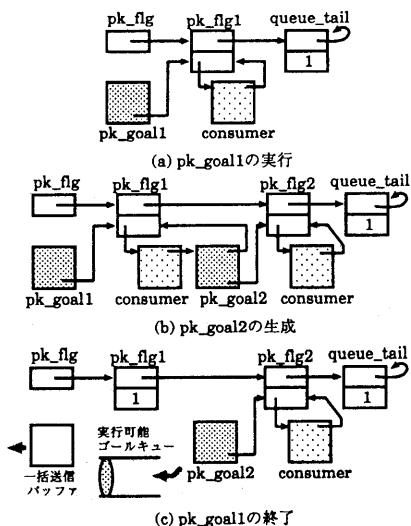 pk_flg pk_flg1 queue_tail
1
pk_goal1 consumer
(a) pk_goal1の実行
pk_flg pk_flg1 pk_flg2 queue_tail
1
pk_goal1 consumer pk_goal2 consumer
(b) pk_goal2の生成
pk_flg pk_flg1 pk_flg2 queue_tail
1 1
一括送信
バッファ
実行可能
ゴールキュー
pk_goal2 consumer
(c) pk_goal1の終了